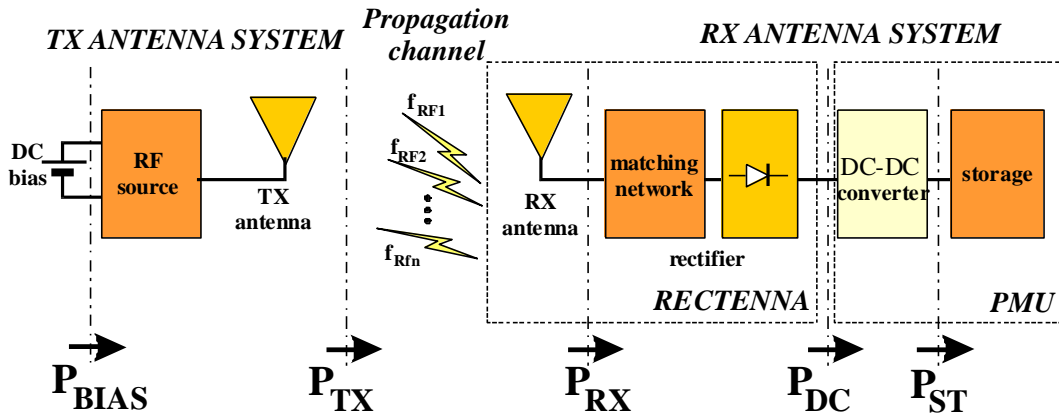 TX ANTENNA SYSTEM
Propagation
channel
RX ANTENNA SYSTEM
DC
bias
RF
source
TX
antenna
fRF1
fRF2
fRfn
RX
antenna
matching
network
rectifier
DC-DC
converter
storage
RECTENNA
PMU
PBIAS
PTX
PRX
PDC
PST